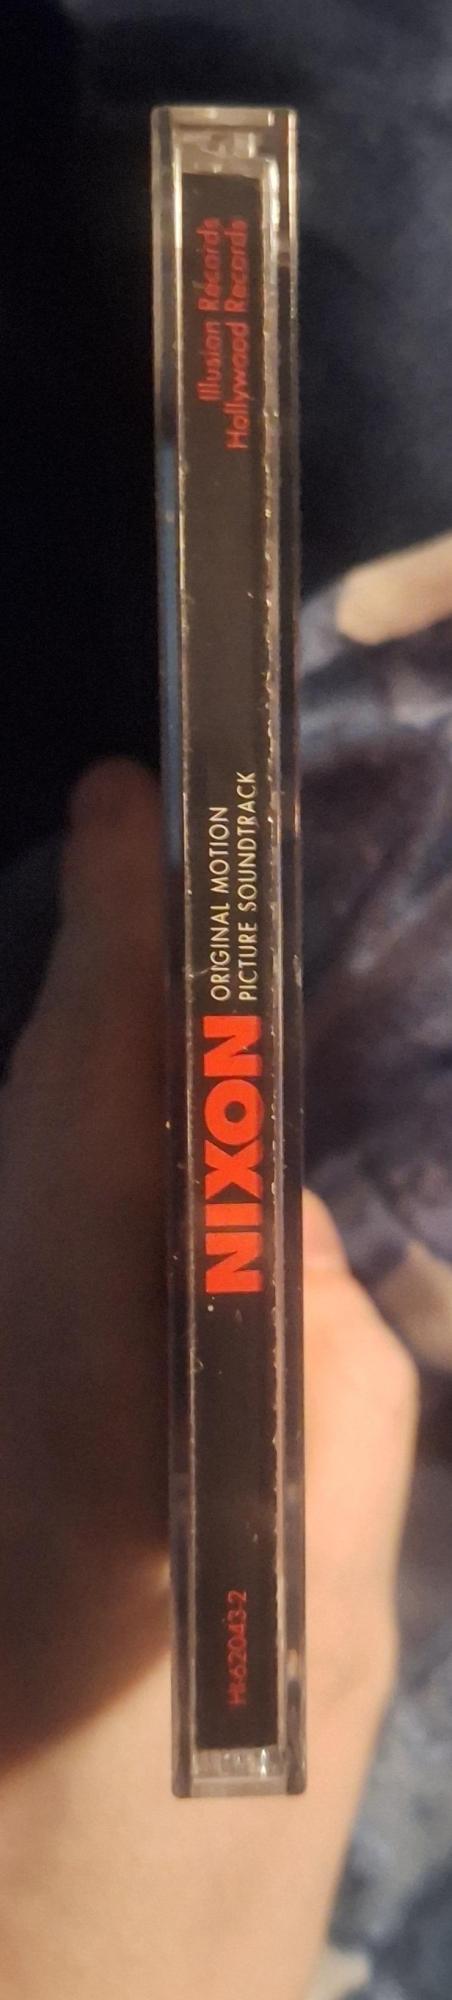 HR-62043-2
NIXON
ORIGINAL MOTION
PICTURE SOUNDTRACK
Illusion Records
Hollywood Records